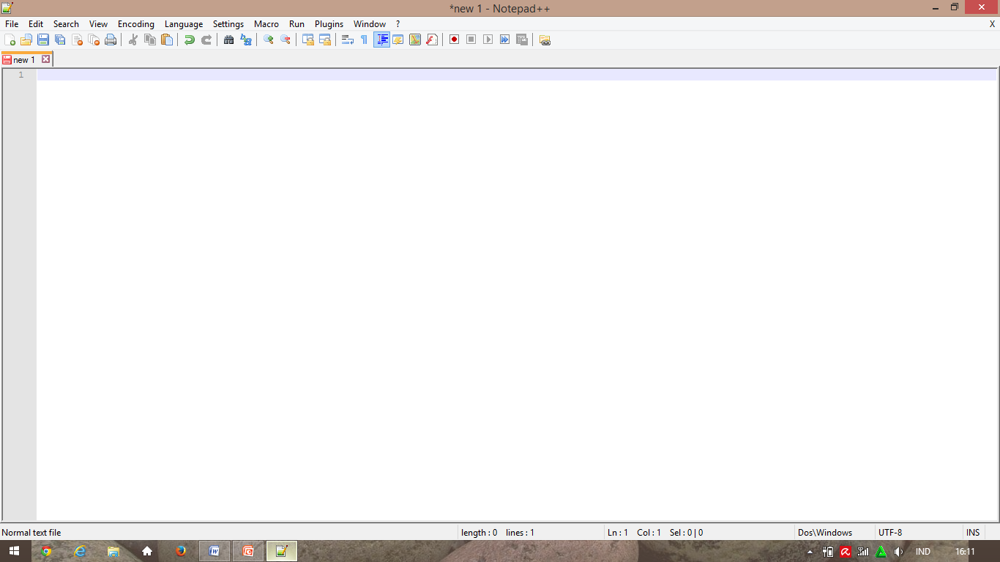 *new 1 - Notepad++
File Edit Search View Encoding Language Settings Macro Run Plugins Window ? X
new 1
1
Normal text file length : 0 lines : 1 Ln : 1 Col : 1 Sel : 0 | 0 Dos\Windows UTF-8 INS
IND 16:11